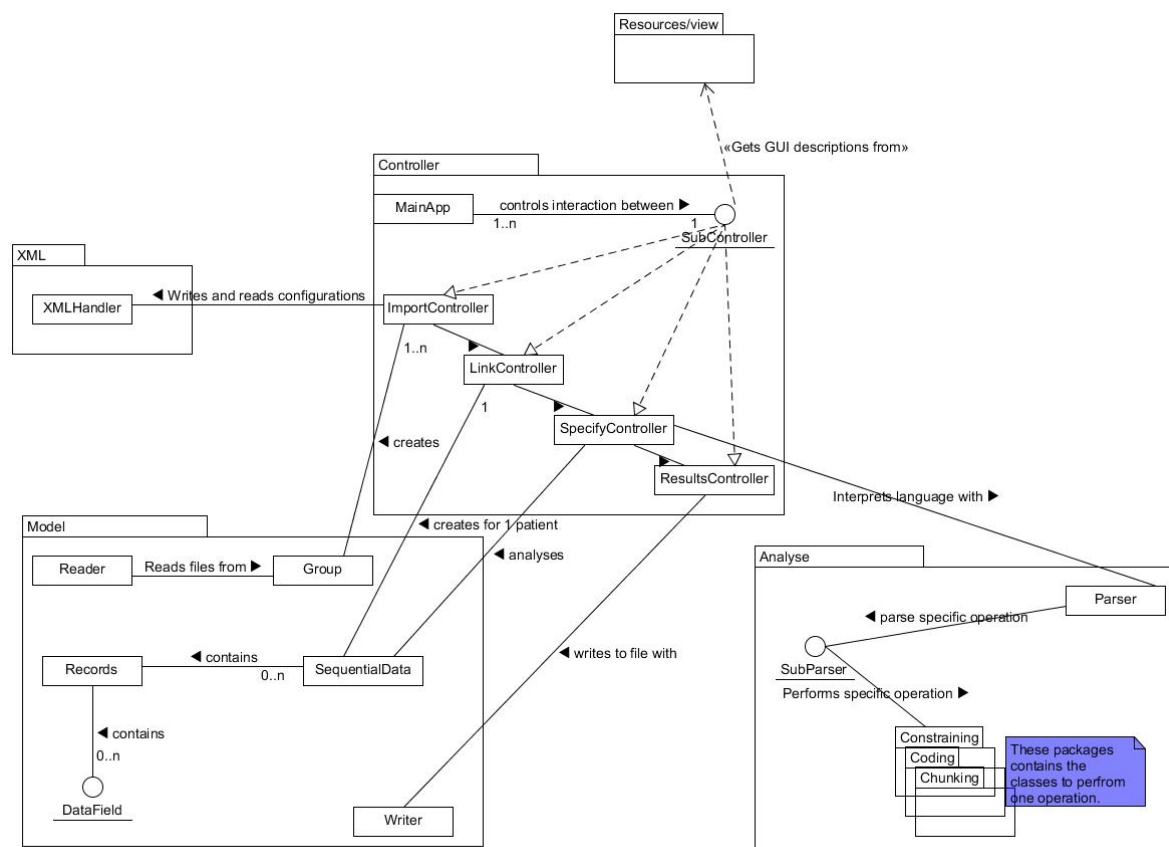 Resources/view
«Gets GUI descriptions from»
Controller
MainApp
controls interaction between ▶
1..n
1
SubController
XML
XMLHandler
◀ Writes and reads configurations
ImportController
1..n
LinkController
1
SpecifyController
◀ creates
ResultsController
Interprets language with ▶
Model
◀ creates for 1 patient
◀ analyses
Reader
Reads files from ▶
Group
Analyse
Parser
◀ parse specific operation
◀ writes to file with
Records
◀ contains
0..n
SequentialData
SubParser
Performs specific operation ▶
◀ contains
0..n
DataField
Writer
Constraining
Coding
Chunking
These packages
contains the
classes to perfrom
one operation.